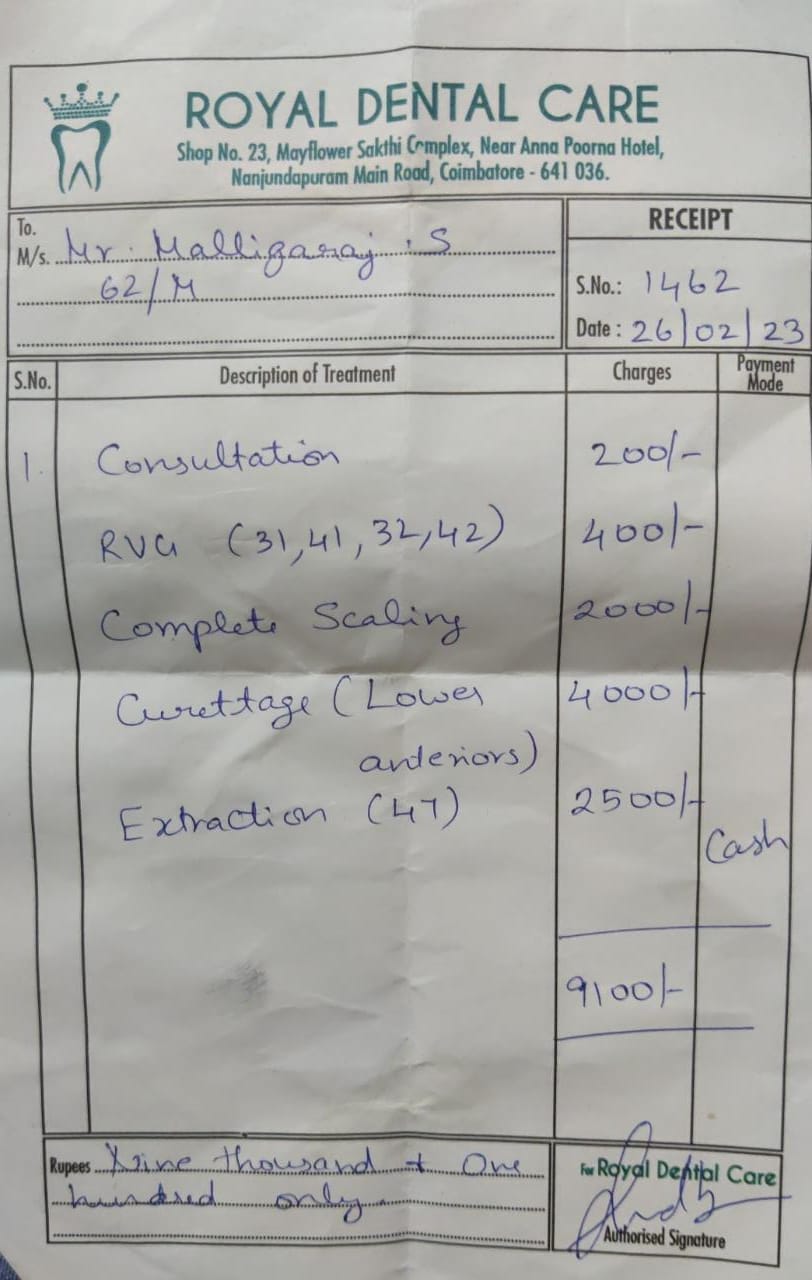 ROYAL DENTAL CARE
Shop No. 23, Mayflower Sakthi Complex, Near Anna Poorna Hotel,
Nanjundapuram Main Road, Coimbatore - 641 036.
To.
M/s. Mr. Malligaraj . S
62/M
RECEIPT
S.No.: 1462
Date : 26/02/23
S.No. Description of Treatment Charges Payment Mode
1. Consultation 200/-
RVG (31,41,32,42) 400/-
Complete Scaling 2000/-
Curettage (Lower 4000/-
anteriors)
Extraction (47) 2500/-
Cash
9100/-
Rupees Nine thousand + One
hundred only
For Royal Dental Care
Authorised Signature